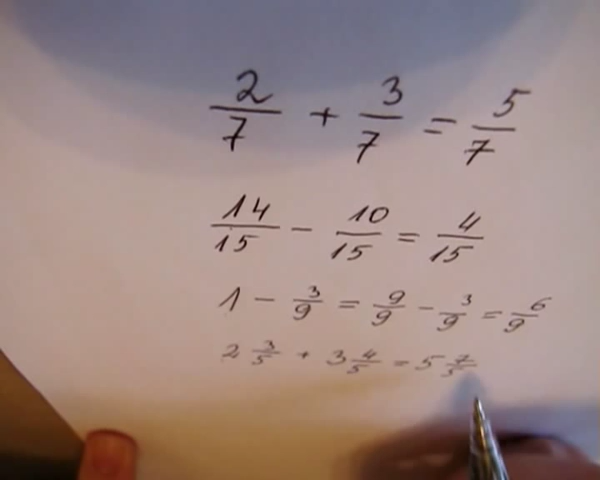 2/7 + 3/7 = 5/7
14/15 - 10/15 = 4/15
1 - 3/9 = 9/9 - 3/9 = 6/9
2 3/5 + 3 4/5 = 5 7/5